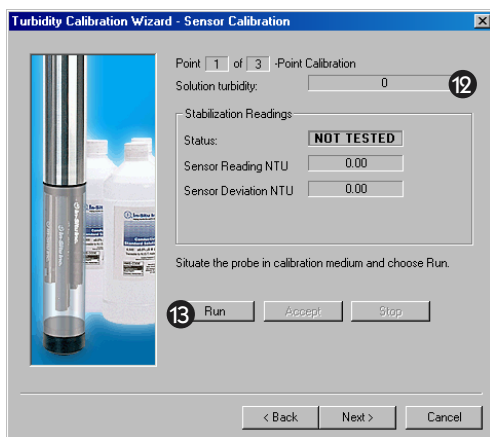 Turbidity Calibration Wizard - Sensor Calibration
Point 1 of 3 -Point Calibration
Solution turbidity: 0 12
Stabilization Readings
Status: NOT TESTED
Sensor Reading NTU 0.00
Sensor Deviation NTU 0.00
Situate the probe in calibration medium and choose Run.
13 Run Accept Stop
< Back Next > Cancel